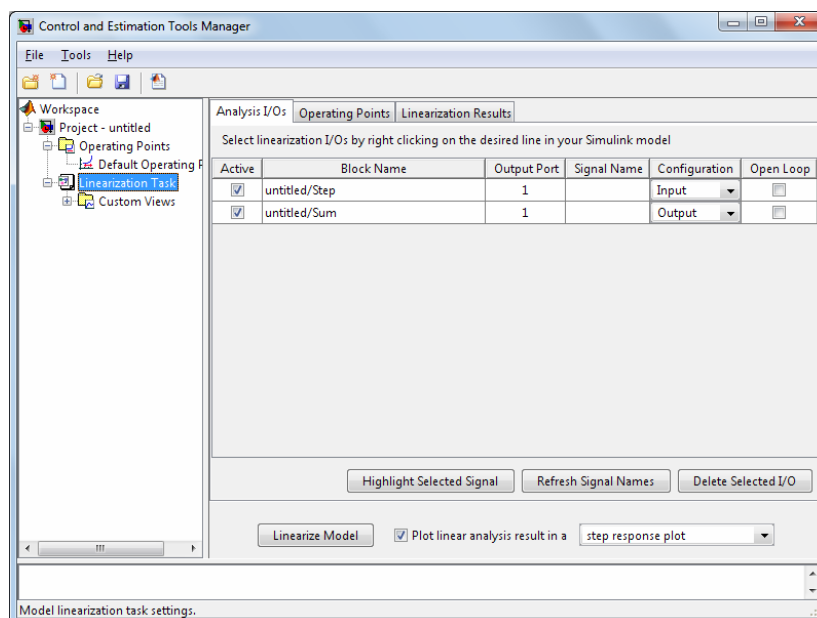 Control and Estimation Tools Manager
File Tools Help
Workspace
Project - untitled
Operating Points
Default Operating P
Linearization Task
Custom Views
Analysis I/Os Operating Points Linearization Results
Select linearization I/Os by right clicking on the desired line in your Simulink model
Active Block Name Output Port Signal Name Configuration Open Loop
untitled/Step 1 Input
untitled/Sum 1 Output
Highlight Selected Signal Refresh Signal Names Delete Selected I/O
Linearize Model Plot linear analysis result in a step response plot
Model linearization task settings.